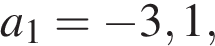 a₁ = −3,1,